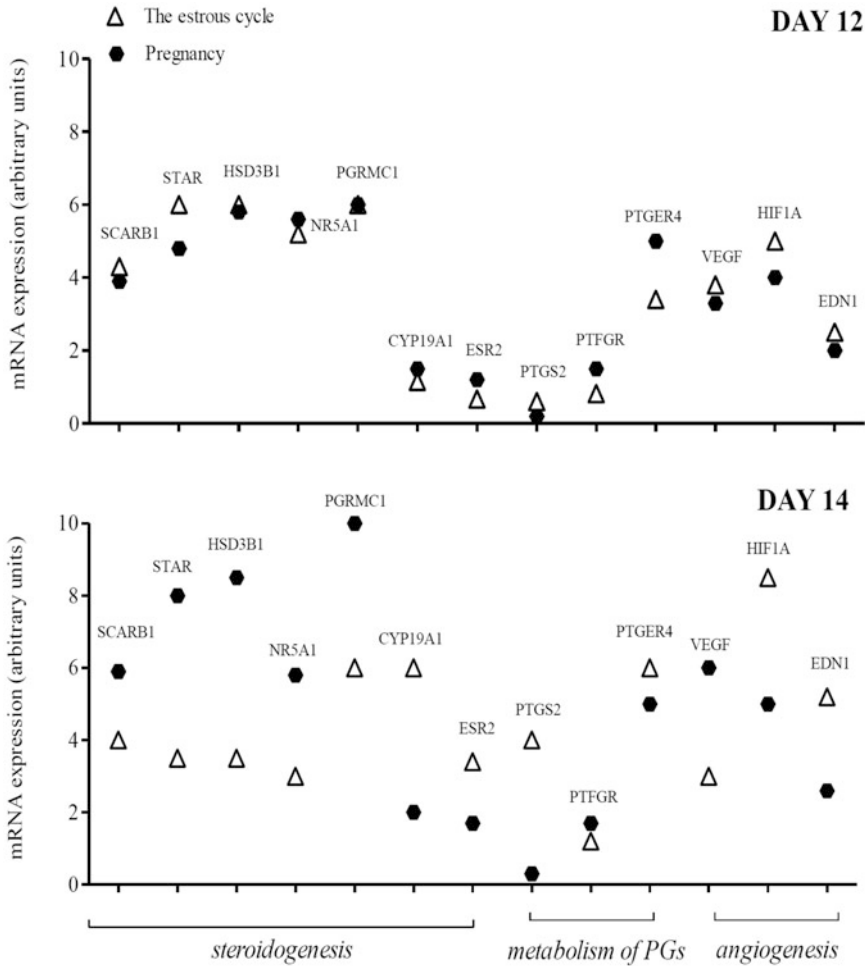 The estrous cycle
Pregnancy
DAY 12
mRNA expression (arbitrary units)
10
8
6
4
2
0
SCARB1
STAR
HSD3B1
NR5A1
PGRMC1
CYP19A1
ESR2
PTGS2
PTFGR
PTGER4
VEGF
HIF1A
EDN1
DAY 14
mRNA expression (arbitrary units)
10
8
6
4
2
0
SCARB1
STAR
HSD3B1
NR5A1
PGRMC1
CYP19A1
ESR2
PTGS2
PTFGR
PTGER4
VEGF
HIF1A
EDN1
steroidogenesis
metabolism of PGs
angiogenesis